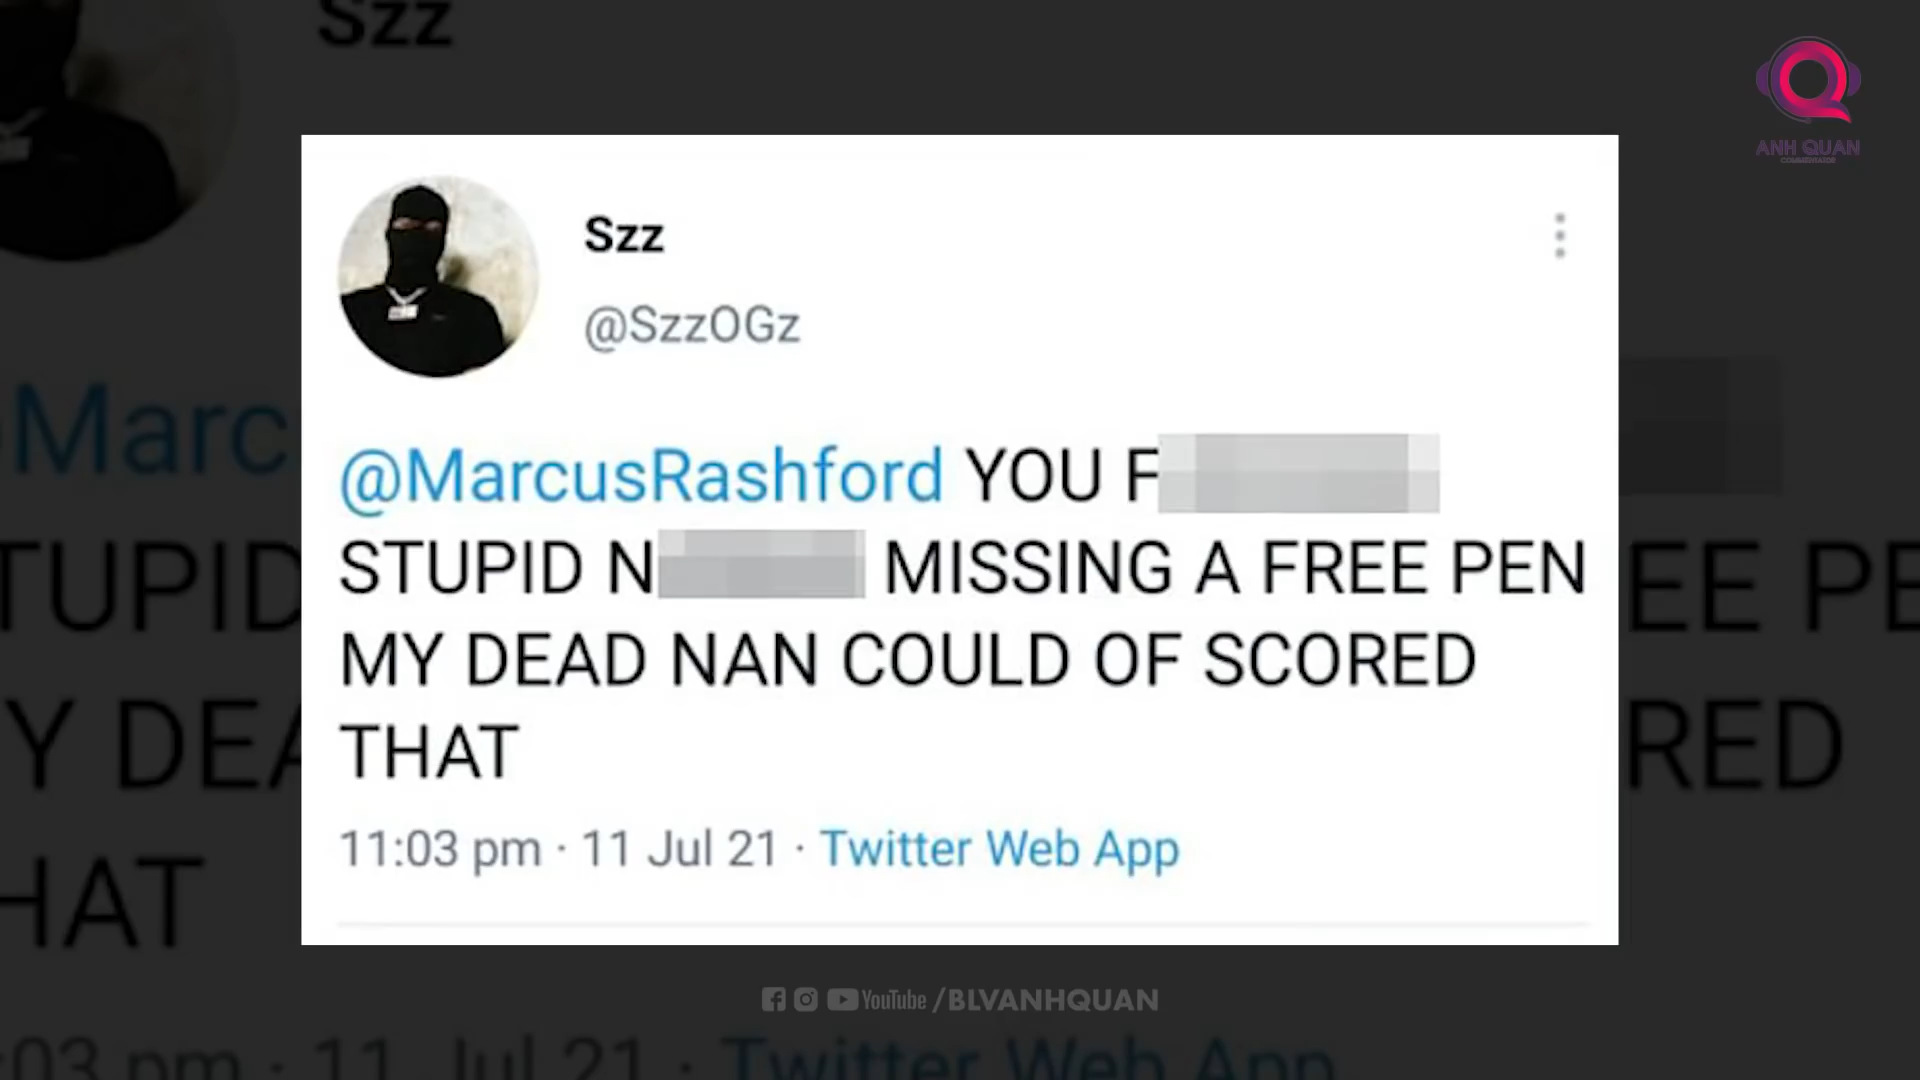 Szz
ANH QUAN
Szz
@SzzOGz
@MarcusRashford YOU F
STUPID N MISSING A FREE PEN
MY DEAD NAN COULD OF SCORED
THAT
11:03 pm · 11 Jul 21 · Twitter Web App
YouTube /BLVANHQUAN